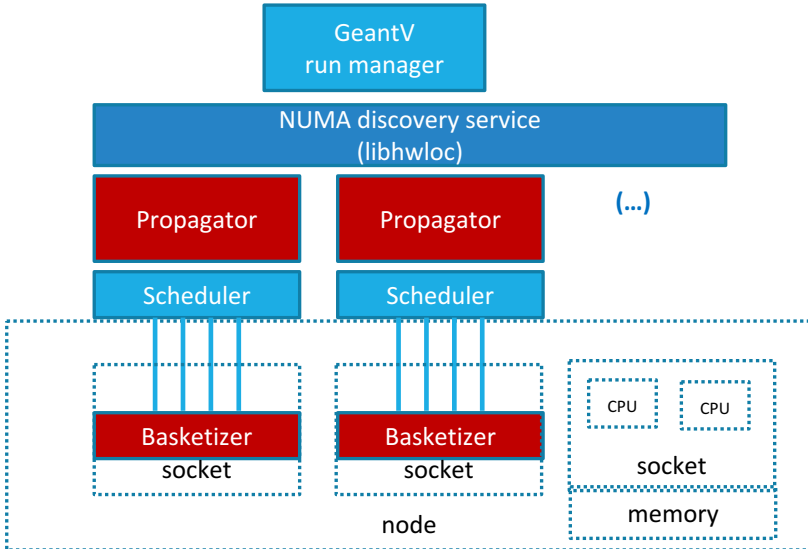 GeantV
run manager
NUMA discovery service
(libhwloc)
Propagator
Propagator
(...)
Scheduler
Scheduler
CPU
CPU
Basketizer
Basketizer
socket
socket
socket
memory
node